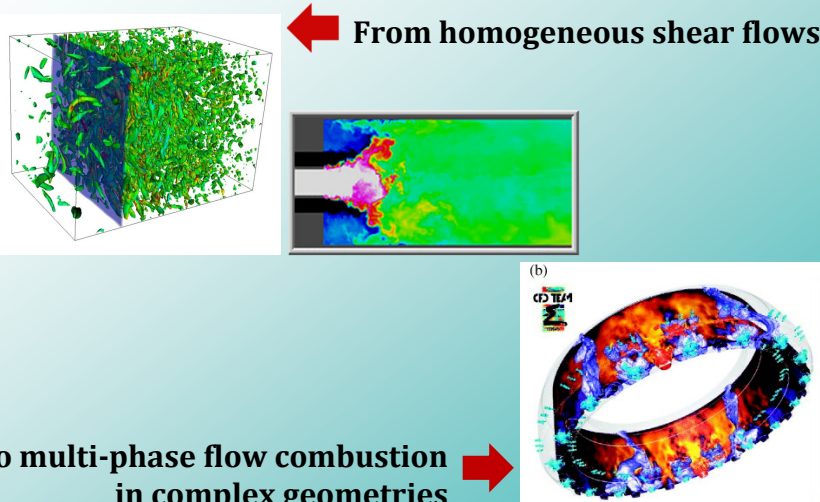 From homogeneous shear flows
(b)
CFD TEAM
o multi-phase flow combustion
in complex geometries